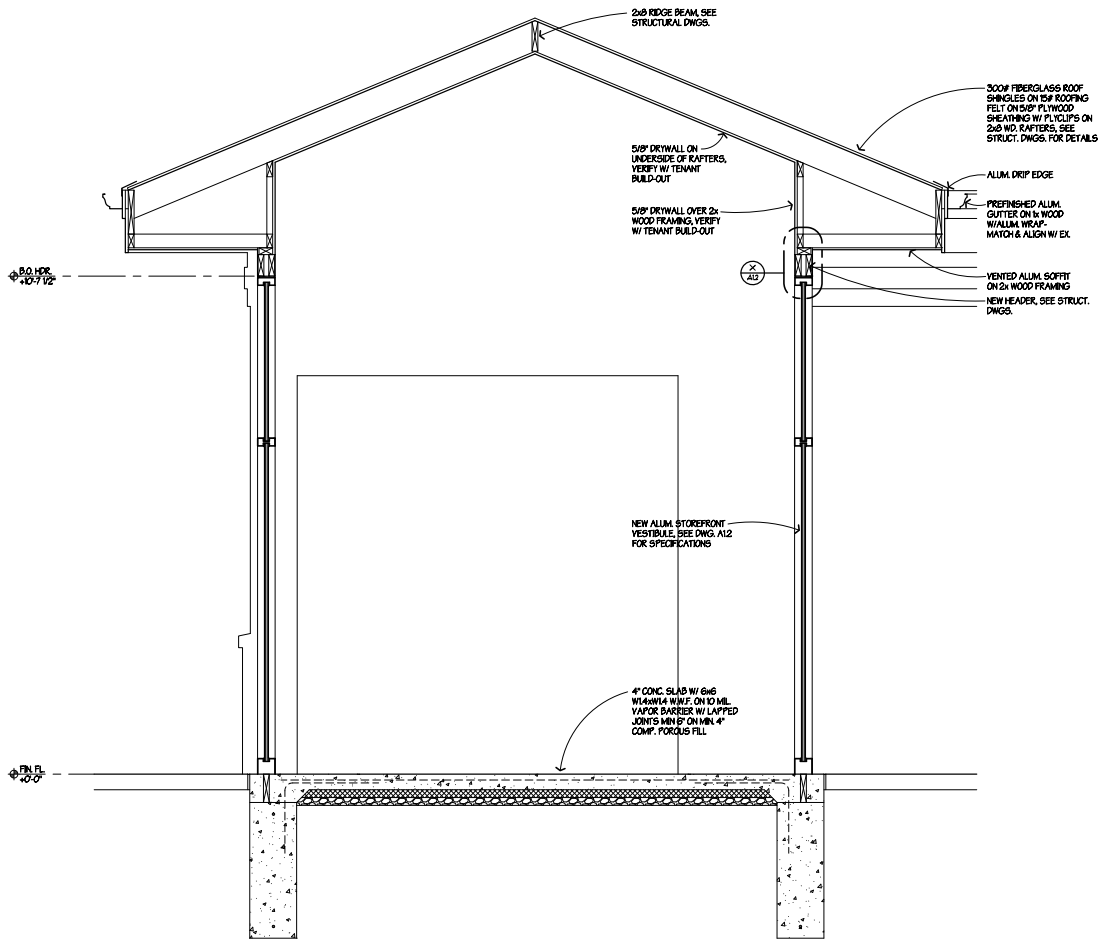 2x8 RIDGE BEAM, SEE
STRUCTURAL DWGS.
300# FIBERGLASS ROOF
SHINGLES ON 15# ROOFING
FELT ON 5/8" PLYWOOD
SHEATHING W/ PLYCLIPS ON
2x8 WD. RAFTERS, SEE
STRUCT. DWGS. FOR DETAILS
5/8" DRYWALL ON
UNDERSIDE OF RAFTERS,
VERIFY W/ TENANT
BUILD-OUT
ALUM. DRIP EDGE
5/8" DRYWALL OVER 2x
WOOD FRAMING, VERIFY
W/ TENANT BUILD-OUT
PREFINISHED ALUM.
GUTTER ON 1x WOOD
W/ALUM. WRAP-
MATCH & ALIGN W/ EX.
B.O. HDR.
+10'-7 1/2"
X
A1.2
VENTED ALUM. SOFFIT
ON 2x WOOD FRAMING
NEW HEADER, SEE STRUCT.
DWGS.
NEW ALUM. STOREFRONT
VESTIBULE, SEE DWG. A1.2
FOR SPECIFICATIONS
4" CONC. SLAB W/ 6x6
W1.4xW1.4 W.W.F. ON 10 MIL.
VAPOR BARRIER W/ LAPPED
JOINTS MIN 6" ON MIN. 4"
COMP. POROUS FILL
FIN. FL.
+0'-0"